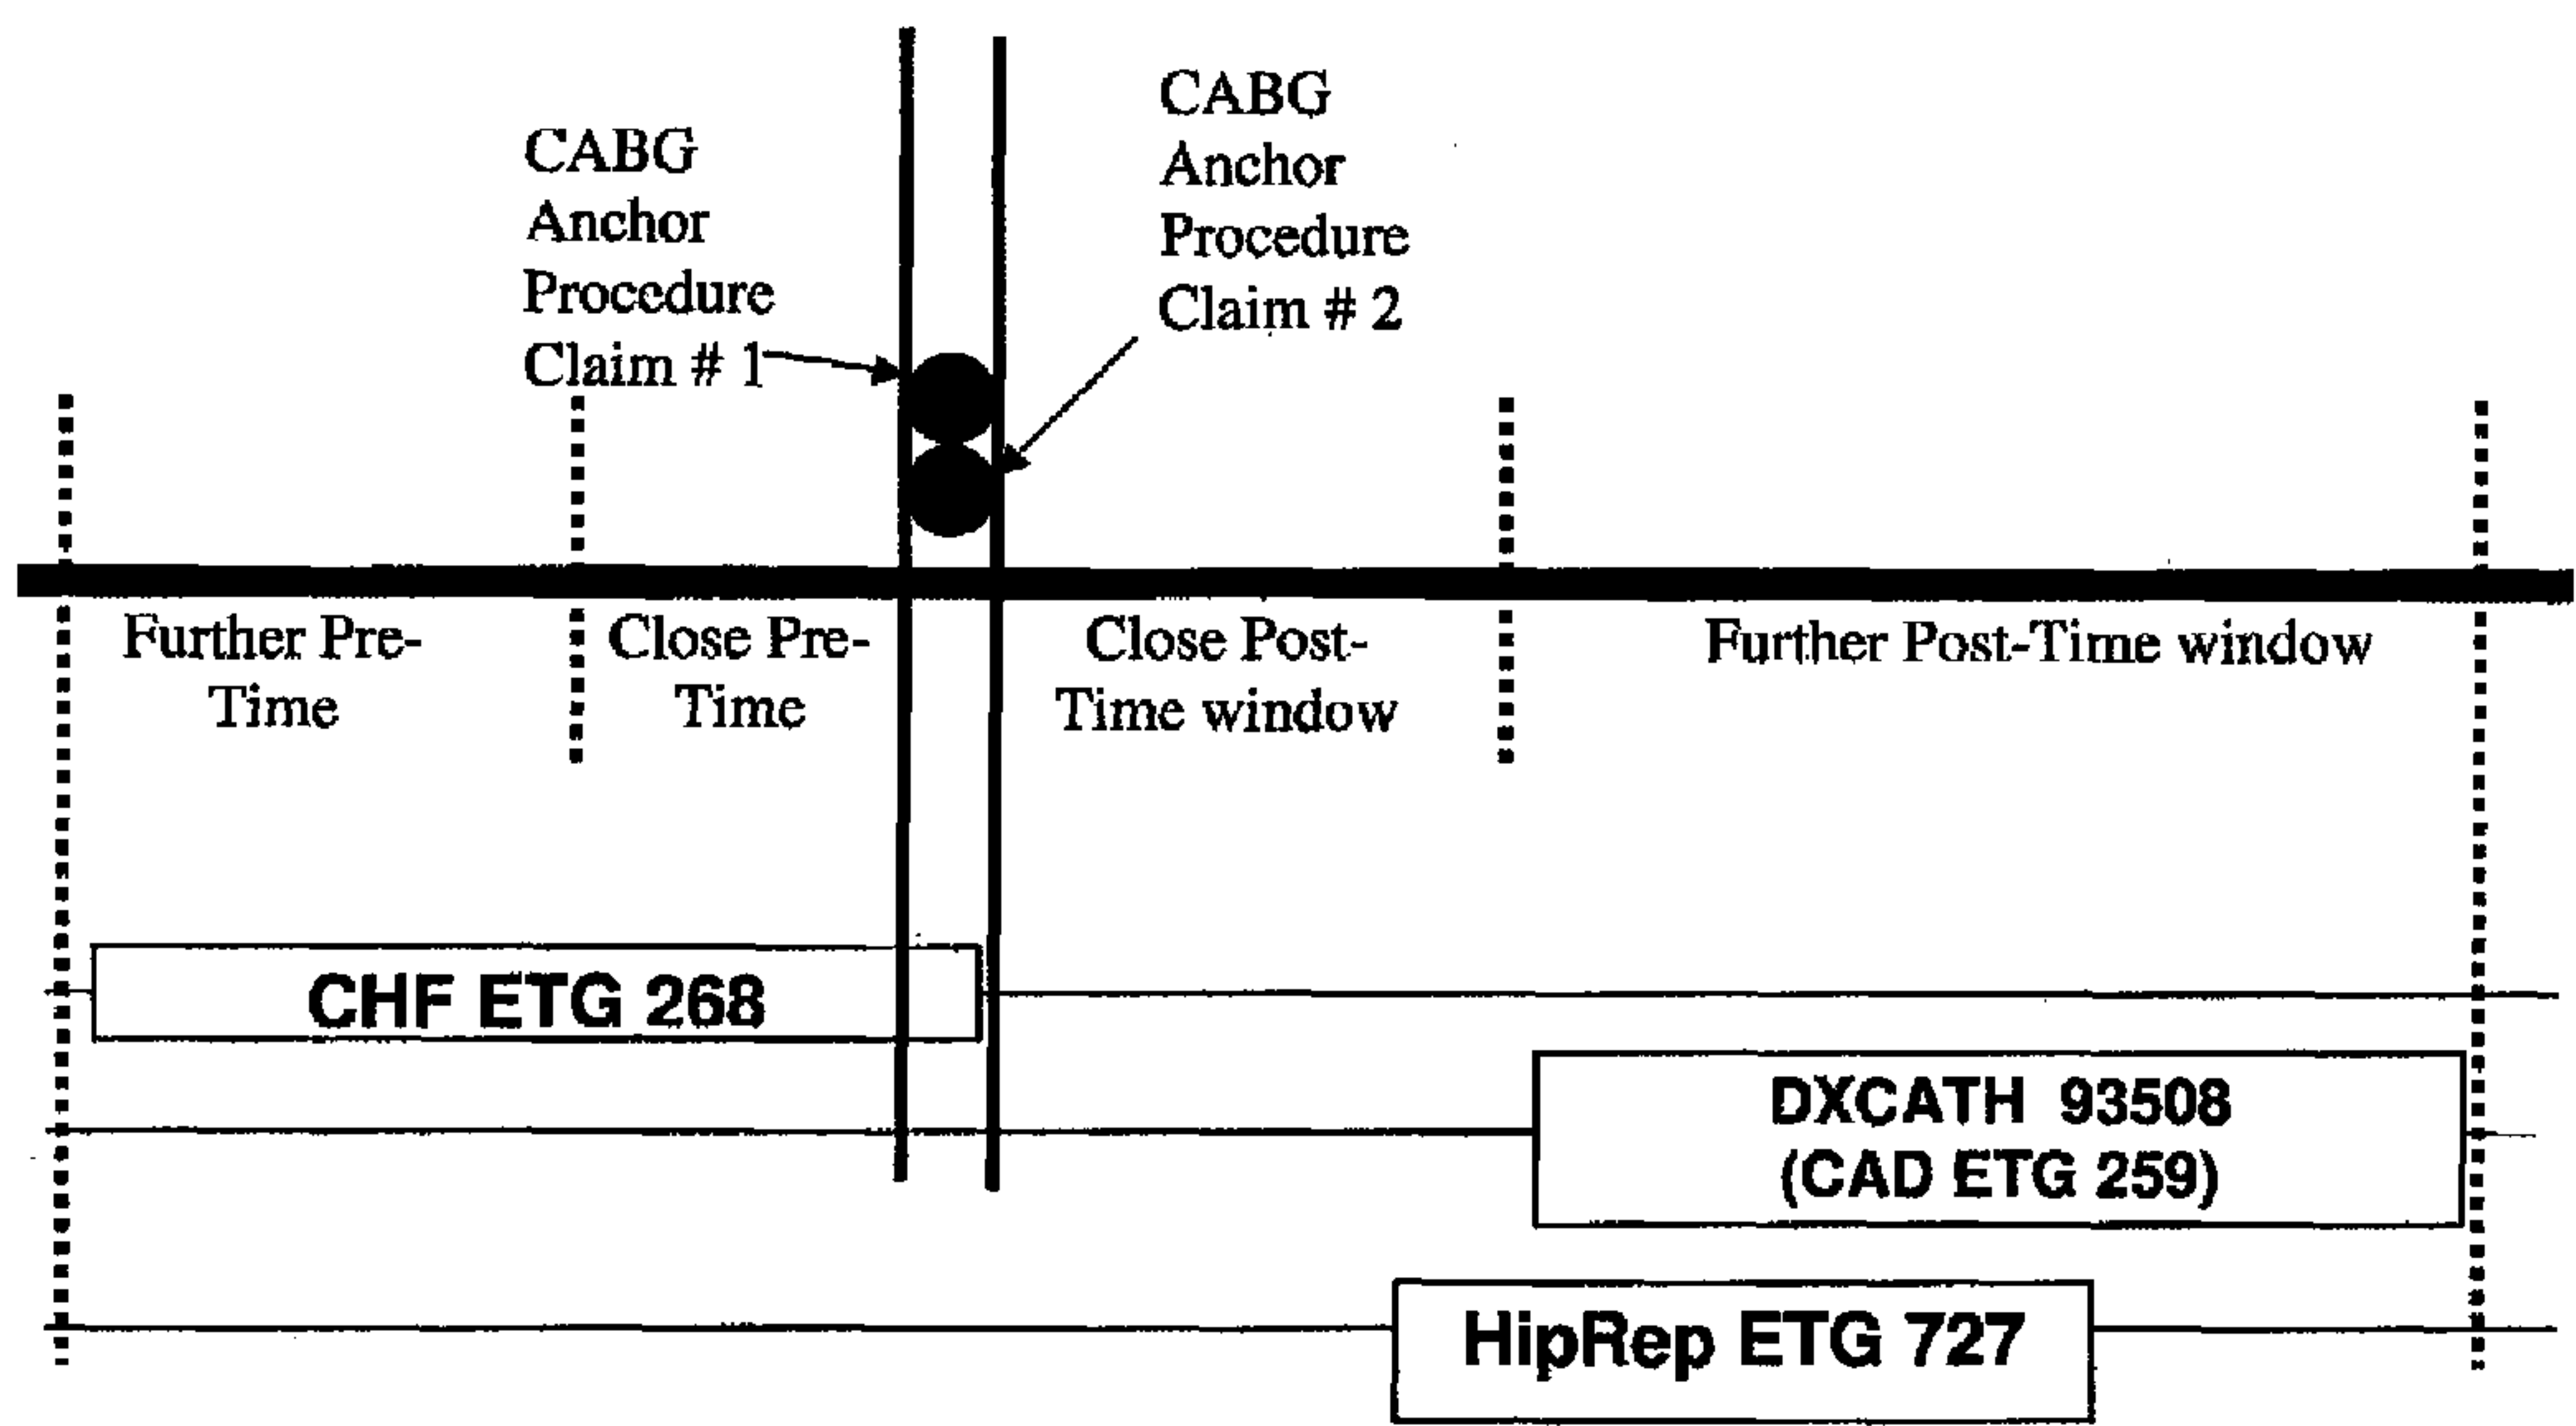 CABG
Anchor
Procedure
Claim # 1
CABG
Anchor
Procedure
Claim # 2
Further Pre-
Time
Close Pre-
Time
Close Post-
Time window
Further Post-Time window
CHF ETG 268
DXCATH 93508
(CAD ETG 259)
HipRep ETG 727